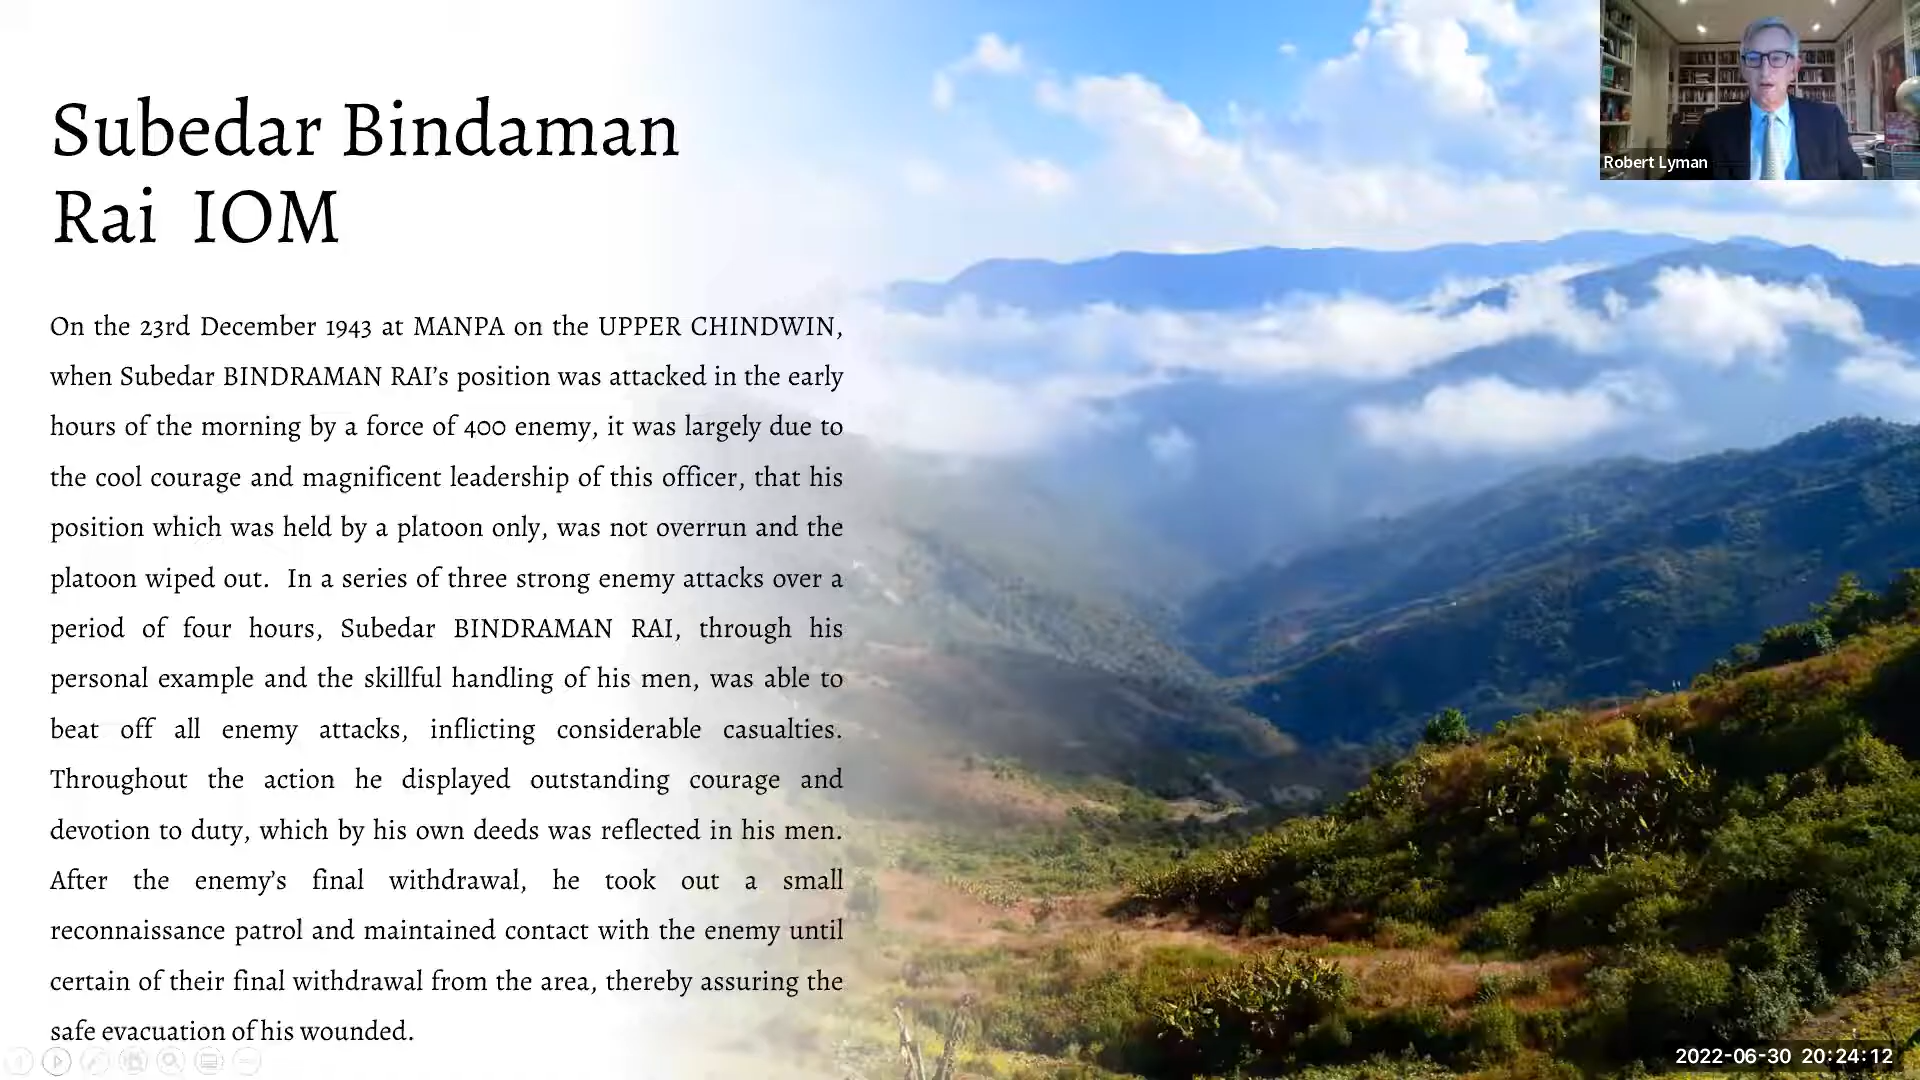 Subedar Bindaman
Rai IOM
On the 23rd December 1943 at MANPA on the UPPER CHINDWIN,
when Subedar BINDRAMAN RAI’s position was attacked in the early
hours of the morning by a force of 400 enemy, it was largely due to
the cool courage and magnificent leadership of this officer, that his
position which was held by a platoon only, was not overrun and the
platoon wiped out. In a series of three strong enemy attacks over a
period of four hours, Subedar BINDRAMAN RAI, through his
personal example and the skillful handling of his men, was able to
beat off all enemy attacks, inflicting considerable casualties.
Throughout the action he displayed outstanding courage and
devotion to duty, which by his own deeds was reflected in his men.
After the enemy’s final withdrawal, he took out a small
reconnaissance patrol and maintained contact with the enemy until
certain of their final withdrawal from the area, thereby assuring the
safe evacuation of his wounded.
Robert Lyman
2022-06-30 20:24:12